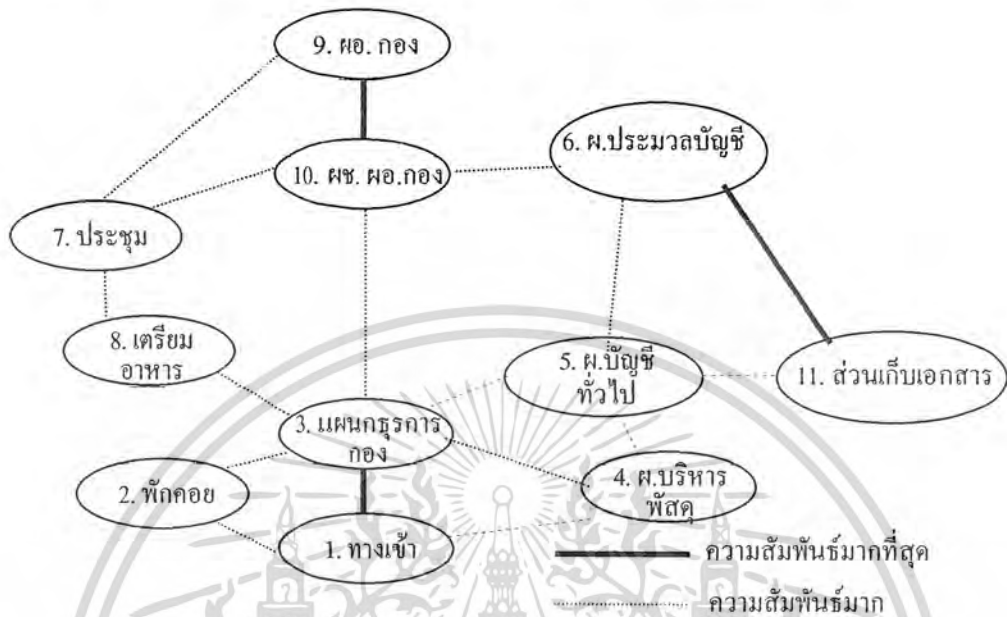 9. ผอ. กอง
10. ผช. ผอ.กอง
6. ผ.ประมวลบัญชี
7. ประชุม
8. เตรียม
อาหาร
5. ผ.บัญชี
ทั่วไป
11. ส่วนเก็บเอกสาร
3. แผนกธุรการ
กอง
2. พักคอย
4. ผ.บริหาร
พัสดุ
1. ทางเข้า
ความสัมพันธ์มากที่สุด
ความสัมพันธ์มาก